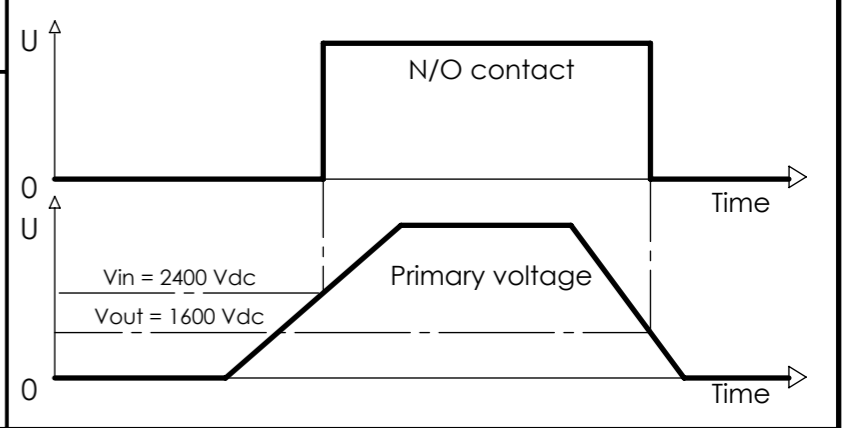 U
N/O contact
0
Time
U
Vin = 2400 Vdc
Primary voltage
Vout = 1600 Vdc
0
Time